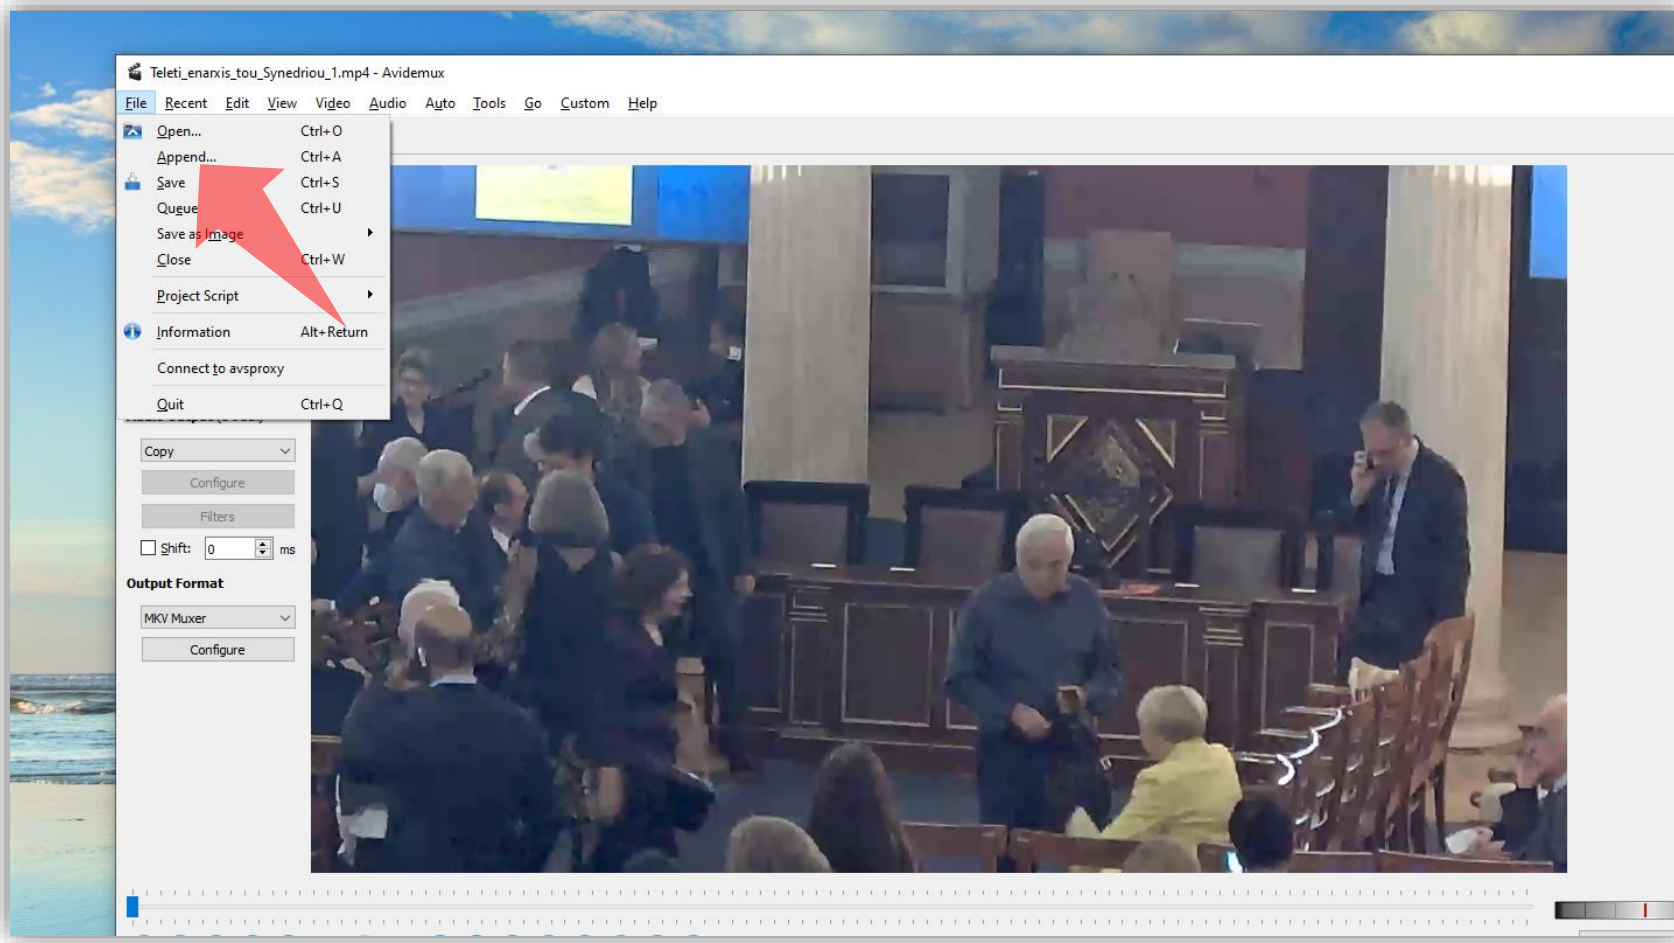 Teleti_enarxis_tou_Synedriou_1.mp4 - Avidemux
File Recent Edit View Video Audio Auto Tools Go Custom Help
Open... Ctrl+O
Append... Ctrl+A
Save Ctrl+S
Queue Ctrl+U
Save as Image
Close Ctrl+W
Project Script
Information Alt+Return
Connect to avsproxy
Quit Ctrl+Q
Copy
Configure
Filters
Shift: 0 ms
Output Format
MKV Muxer
Configure